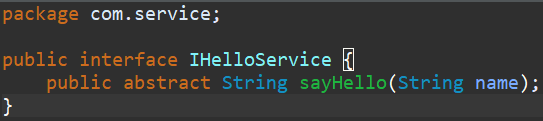 package com.service;
public interface IHelloService {
    public abstract String sayHello(String name);
}